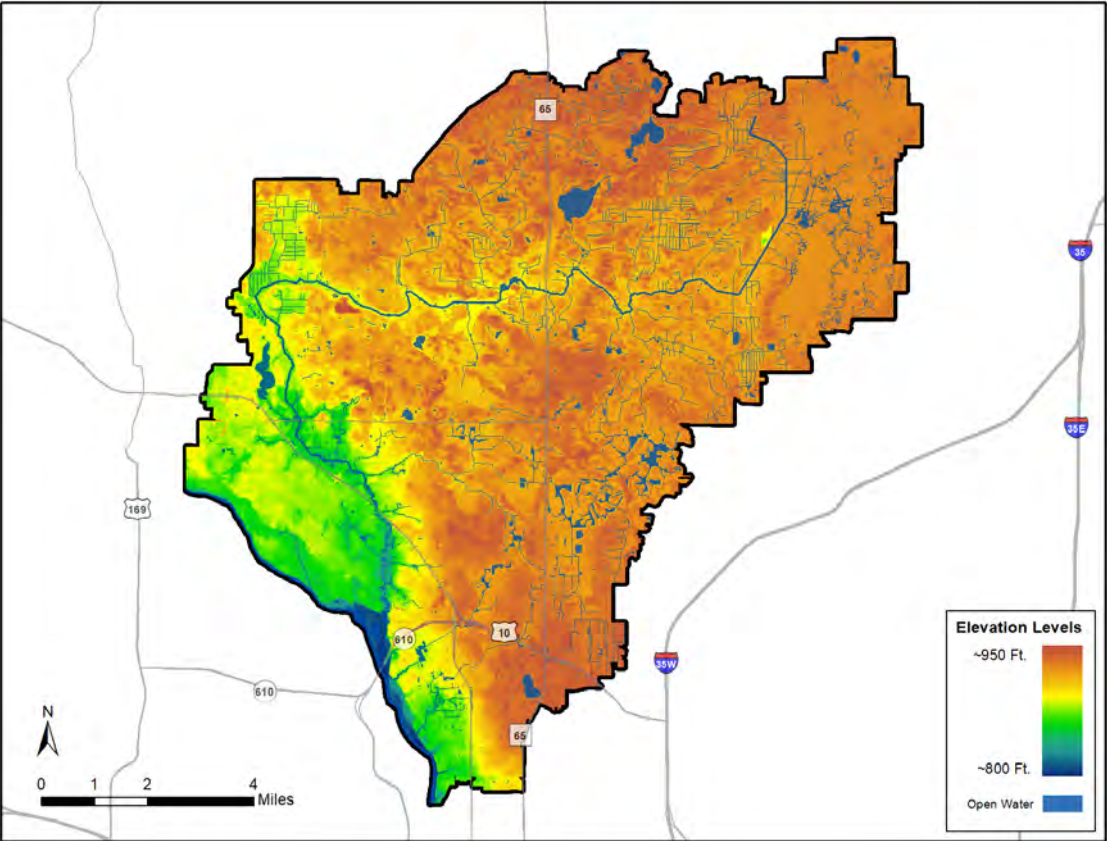 65
35
35E
169
Elevation Levels
~950 Ft.
~800 Ft.
Open Water
610
10
35W
610
N
65
0 1 2 4
Miles